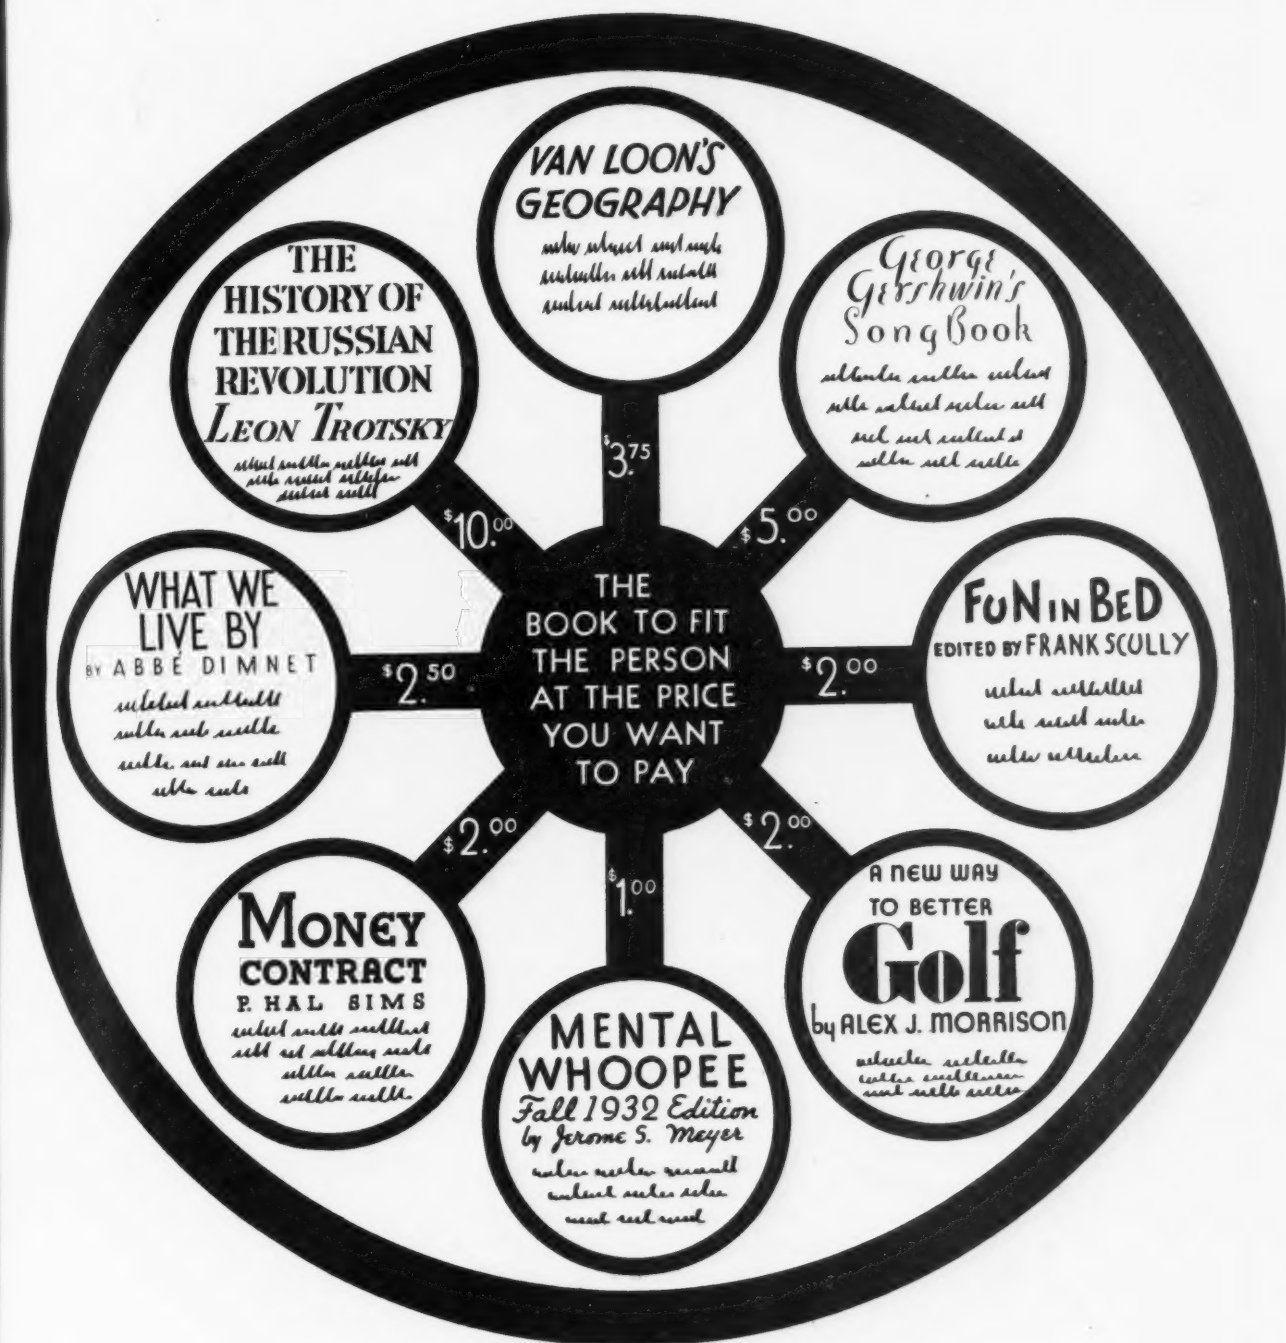 VAN LOON'S
GEOGRAPHY
$3.75
George
Gershwin's
Song Book
$5.00
FUN IN BED
EDITED BY FRANK SCULLY
$2.00
A NEW WAY
TO BETTER
Golf
by ALEX J. MORRISON
$2.00
MENTAL
WHOOPEE
Fall 1932 Edition
by Jerome S. Meyer
$1.00
MONEY
CONTRACT
P. HAL SIMS
$2.00
WHAT WE
LIVE BY
BY ABBÉ DIMNET
$2.50
THE
HISTORY OF
THE RUSSIAN
REVOLUTION
LEON TROTSKY
$10.00
THE
BOOK TO FIT
THE PERSON
AT THE PRICE
YOU WANT
TO PAY